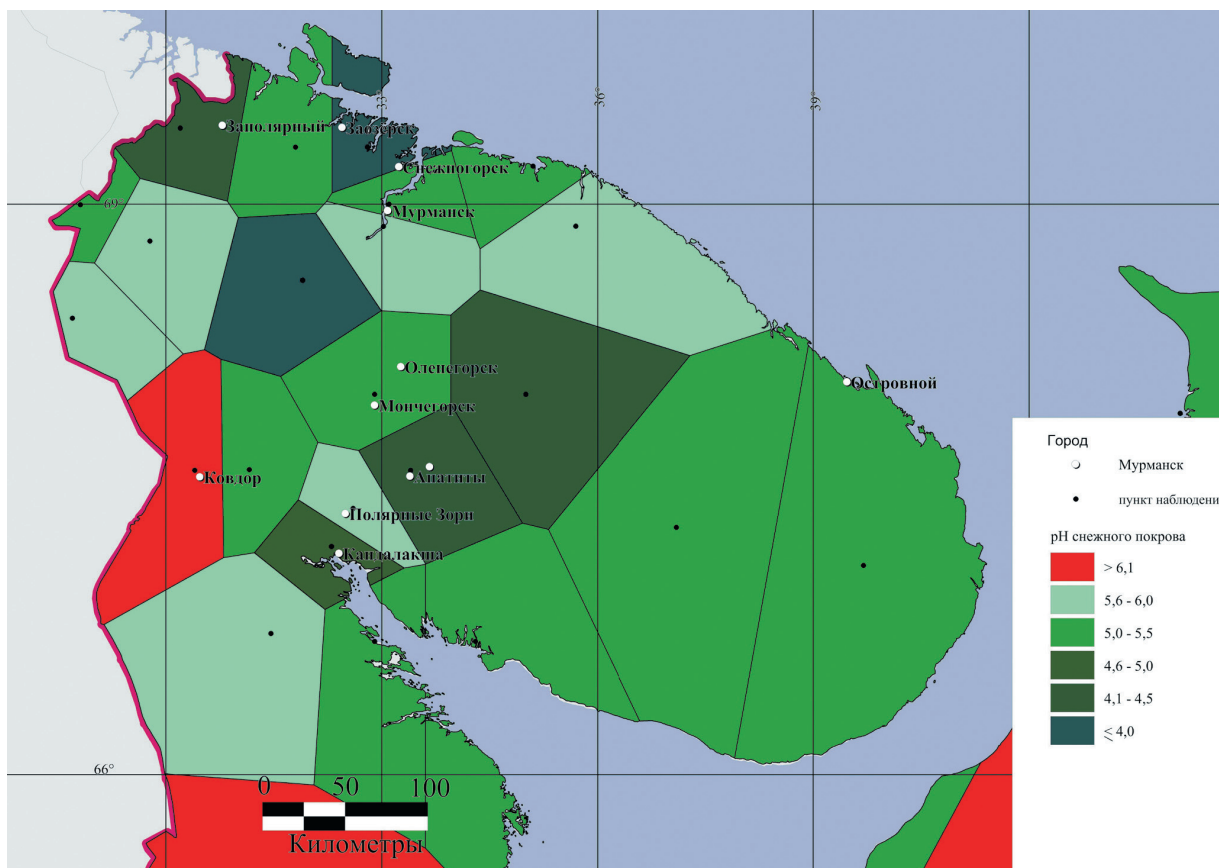 33°
36°
39°
Заполярный
Заозерск
Снежногорск
69°
Мурманск
Оленегорск
Островной
Мончегорск
Апатиты
Ковдор
Полярные Зори
Кандалакша
66°
0 50 100
Километры
Город
Мурманск
пункт наблюдени
pH снежного покрова
> 6,1
5,6 - 6,0
5,0 - 5,5
4,6 - 5,0
4,1 - 4,5
≤ 4,0